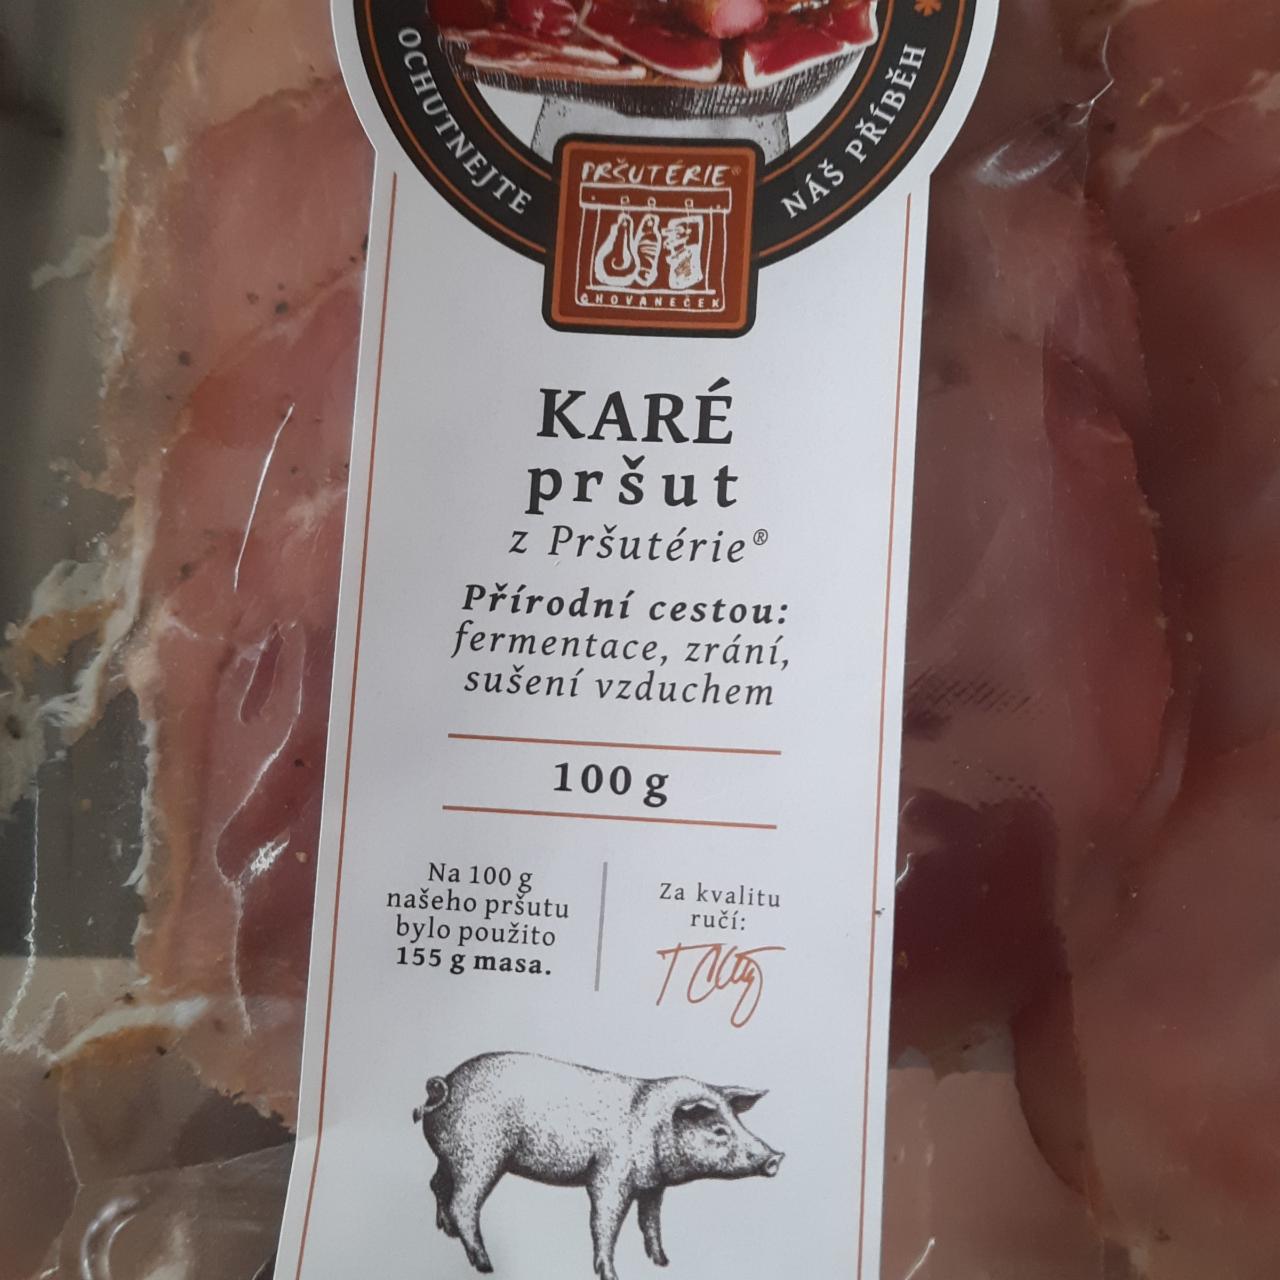 OCHUTNEJTE
NÁŠ PŘÍBĚH
PRŠUTÉRIE®
CHOVANEČEK
KARÉ
pršut
z Pršutérie®
Přírodní cestou:
fermentace, zrání,
sušení vzduchem
100 g
Na 100 g
našeho pršutu
bylo použito
155 g masa.
Za kvalitu
ručí: